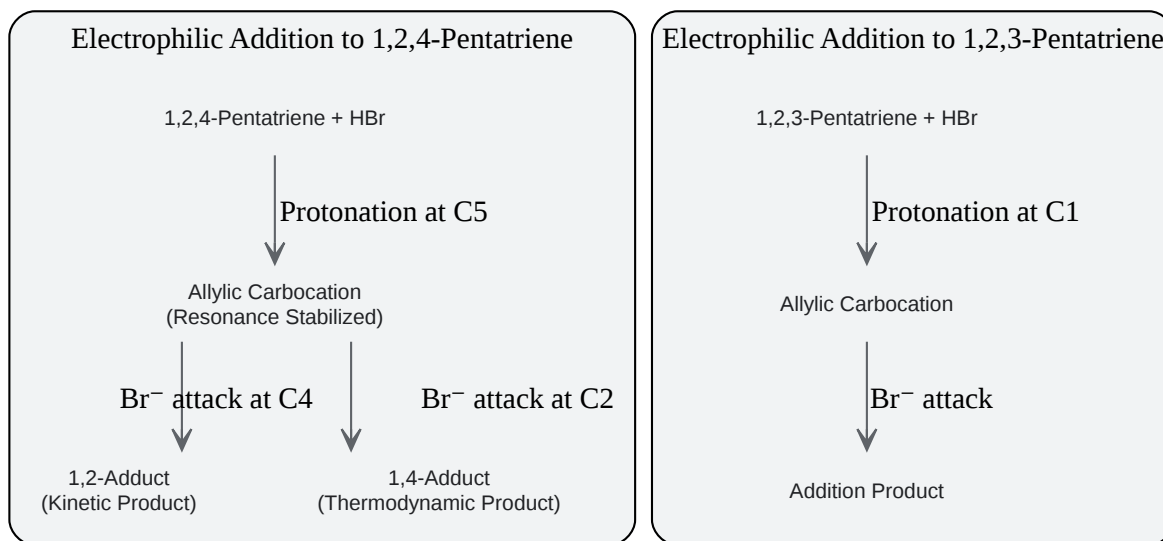 Electrophilic Addition to 1,2,4-Pentatriene
1,2,4-Pentatriene + HBr
Protonation at C5
Allylic Carbocation
(Resonance Stabilized)
Br⁻ attack at C4
Br⁻ attack at C2
1,2-Adduct
(Kinetic Product)
1,4-Adduct
(Thermodynamic Product)
Electrophilic Addition to 1,2,3-Pentatriene
1,2,3-Pentatriene + HBr
Protonation at C1
Allylic Carbocation
Br⁻ attack
Addition Product